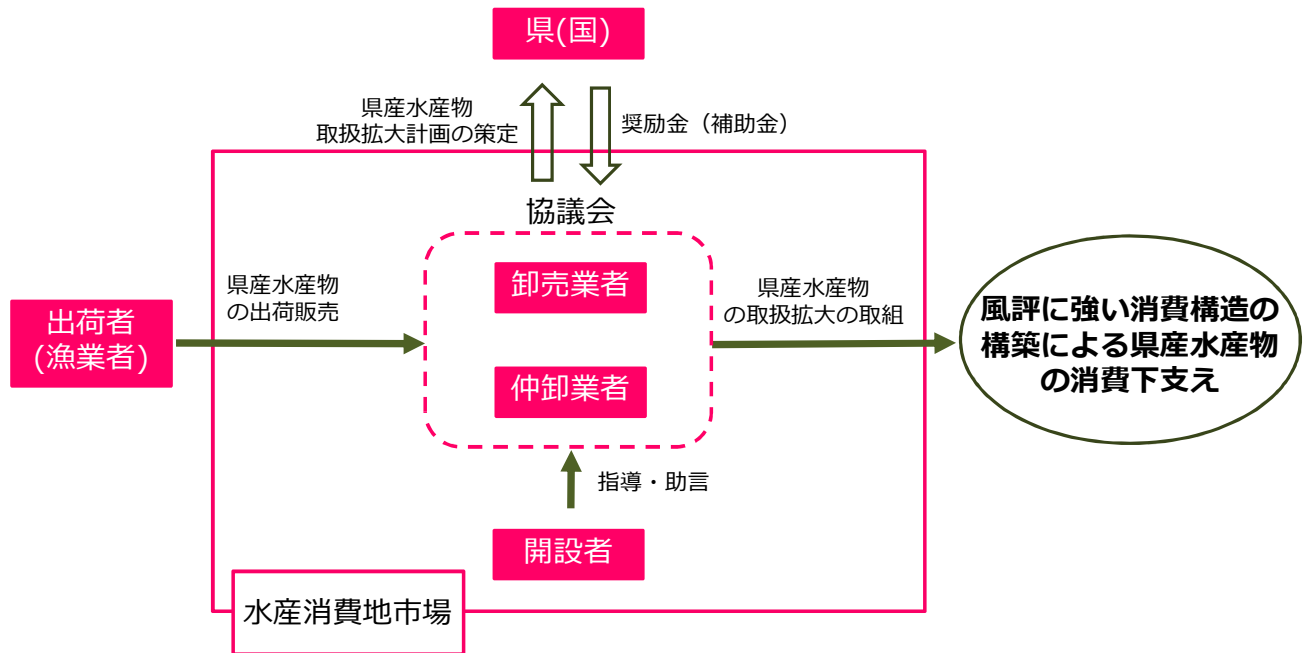 県(国)
県産水産物
取扱拡大計画の策定
奨励金（補助金）
協議会
卸売業者
仲卸業者
県産水産物
の出荷販売
出荷者
(漁業者)
県産水産物
の取扱拡大の取組
風評に強い消費構造の
構築による県産水産物
の消費下支え
指導・助言
開設者
水産消費地市場